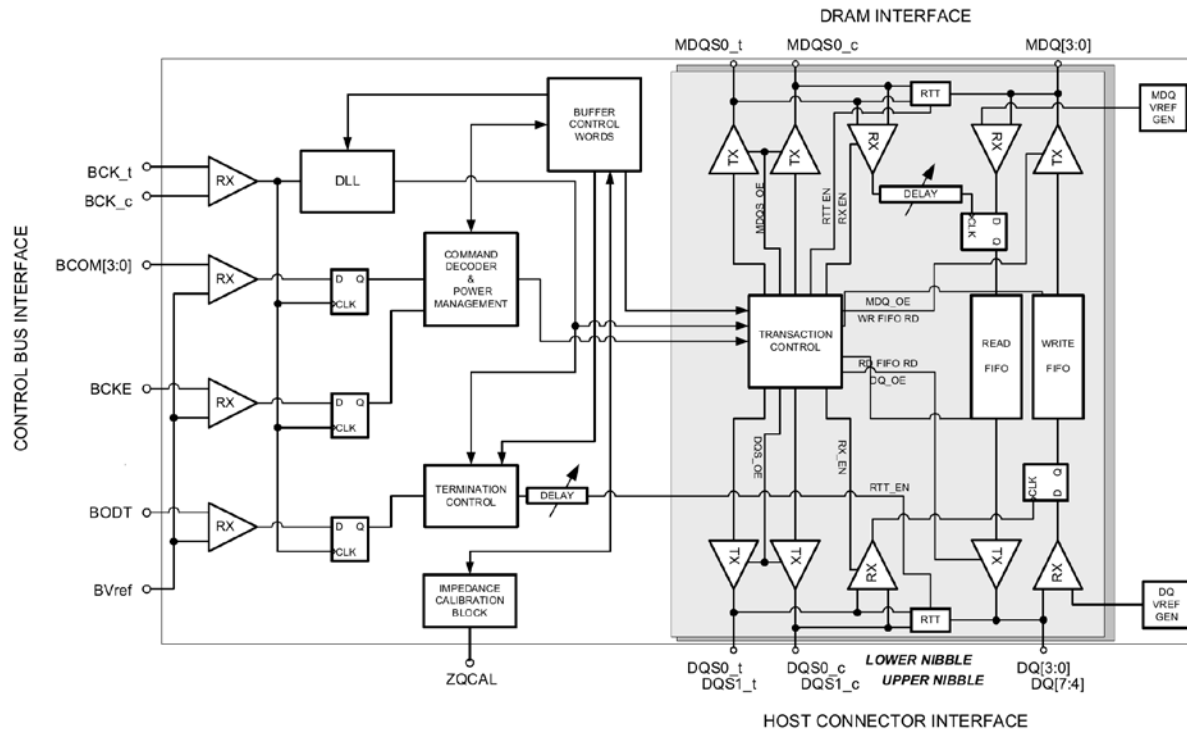 DRAM INTERFACE
MDQS0_t
MDQS0_c
MDQ[3:0]
CONTROL BUS INTERFACE
BCK_t
BCK_c
BCOM[3:0]
BCKE
BODT
BVref
RX
RX
RX
RX
DLL
BUFFER
CONTROL
WORDS
D
Q
CLK
COMMAND
DECODER
&
POWER
MANAGEMENT
D
Q
CLK
D
Q
CLK
TERMINATION
CONTROL
DELAY
IMPEDANCE
CALIBRATION
BLOCK
ZQCAL
RTT
MDQ
VREF
GEN
TX
TX
RX
RX
TX
DELAY
MDQS_OE
RTT EN
RX EN
CLK
D
Q
TRANSACTION
CONTROL
MDQ_OE
WR FIFO RD
RD FIFO RD
DQ_OE
READ
FIFO
WRITE
FIFO
DQS_OE
RX_EN
RTT_EN
CLK
Q
D
TX
TX
RX
TX
RX
RTT
DQ
VREF
GEN
DQS0_t
DQS1_t
DQS0_c
DQS1_c
LOWER NIBBLE
UPPER NIBBLE
DQ[3:0]
DQ[7:4]
HOST CONNECTOR INTERFACE